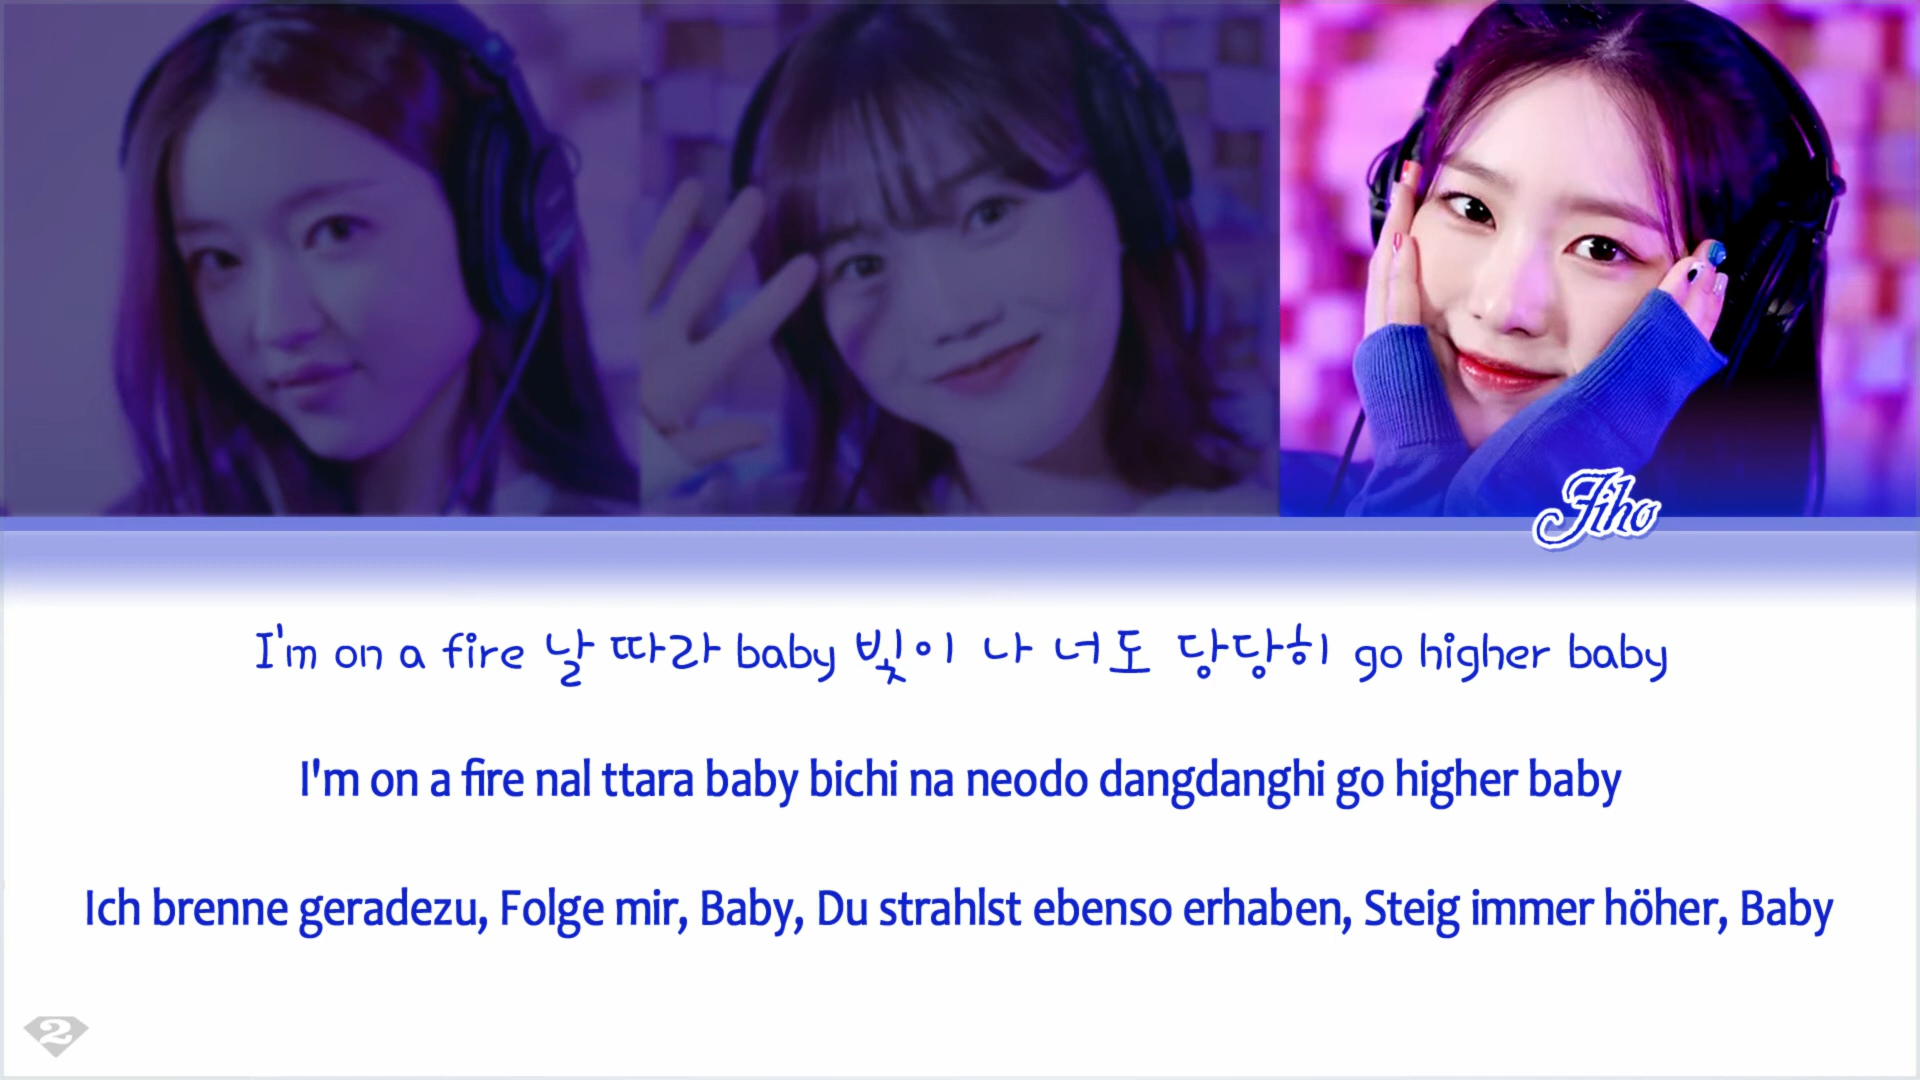 Jiho
I'm on a fire 날 따라 baby 빛이 나 너도 당당히 go higher baby
I'm on a fire nal ttara baby bichi na neodo dangdanghi go higher baby
Ich brenne geradezu, Folge mir, Baby, Du strahlst ebenso erhaben, Steig immer höher, Baby
2